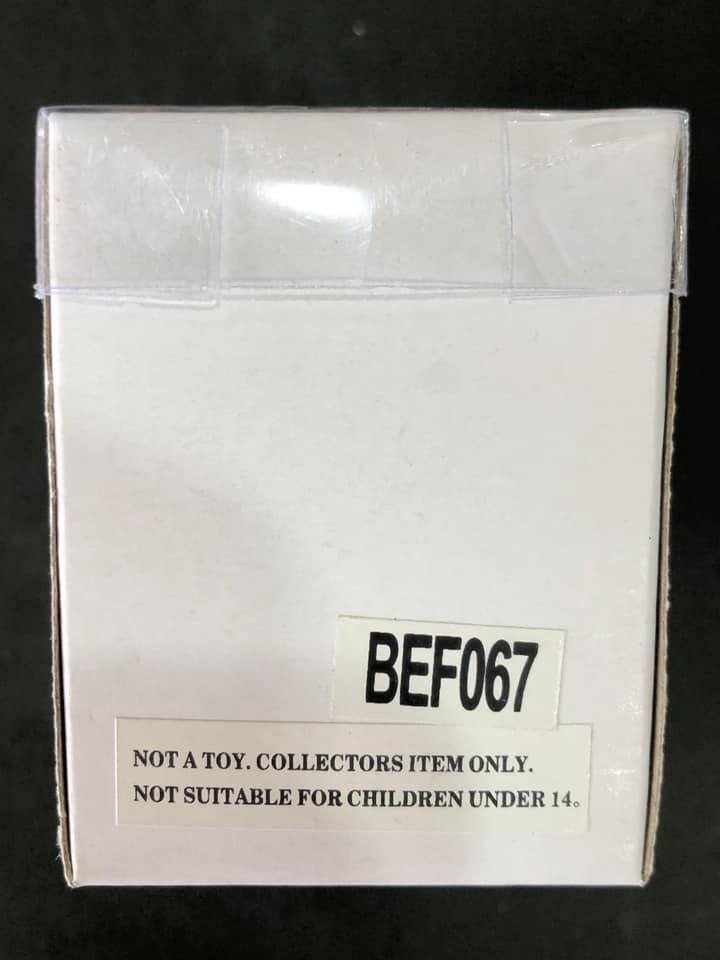 BEF067
NOT A TOY. COLLECTORS ITEM ONLY.
NOT SUITABLE FOR CHILDREN UNDER 14。